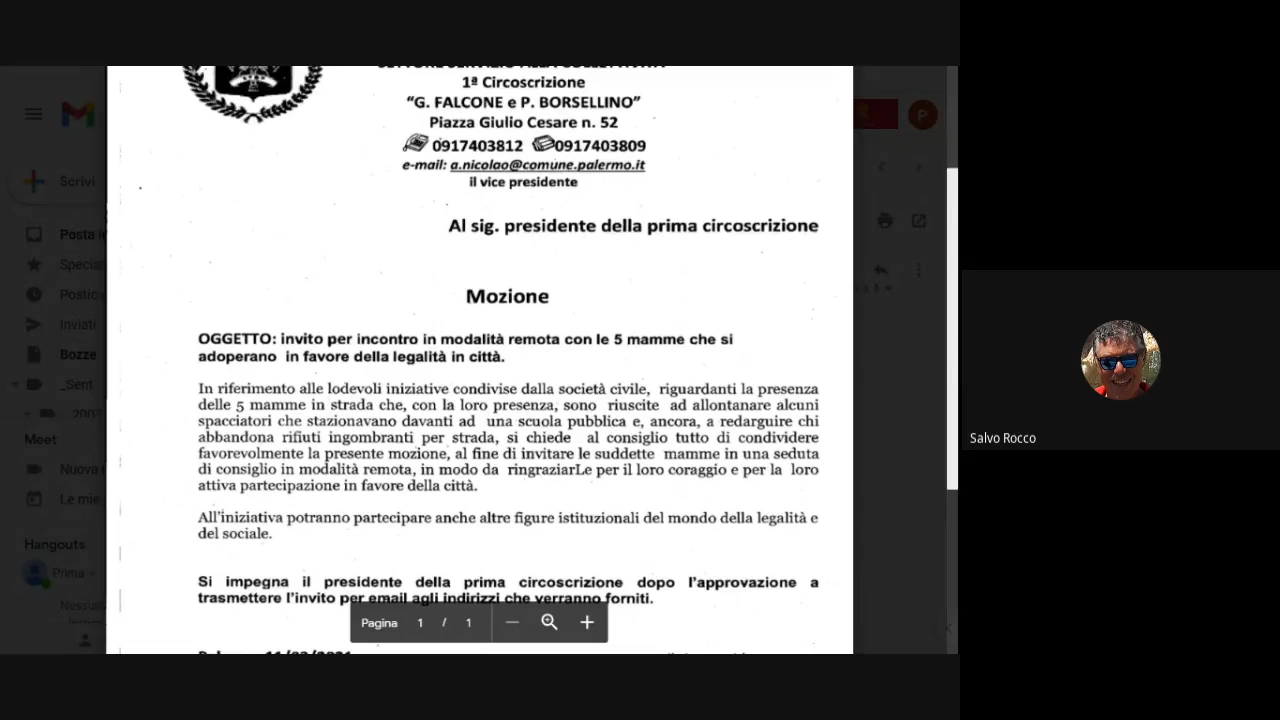 1ª Circoscrizione
“G. FALCONE e P. BORSELLINO”
Piazza Giulio Cesare n. 52
0917403812 0917403809
e-mail: a.nicolao@comune.palermo.it
il vice presidente
Al sig. presidente della prima circoscrizione
Mozione
OGGETTO: invito per incontro in modalità remota con le 5 mamme che si
adoperano in favore della legalità in città.
In riferimento alle lodevoli iniziative condivise dalla società civile, riguardanti la presenza
delle 5 mamme in strada che, con la loro presenza, sono riuscite ad allontanare alcuni
spacciatori che stazionavano davanti ad una scuola pubblica e, ancora, a redarguire chi
abbandona rifiuti ingombranti per strada, si chiede al consiglio tutto di condividere
favorevolmente la presente mozione, al fine di invitare le suddette mamme in una seduta
di consiglio in modalità remota, in modo da ringraziarLe per il loro coraggio e per la loro
attiva partecipazione in favore della città.
All'iniziativa potranno partecipare anche altre figure istituzionali del mondo della legalità e
del sociale.
Si impegna il presidente della prima circoscrizione dopo l'approvazione a
trasmettere l'invito per email agli indirizzi che verranno forniti.
Pagina 1 / 1
Scrivi
Posta
Inviati
Bozze
_Sent
Meet
Nuova
Le mie
Hangouts
Prima
P
Salvo Rocco